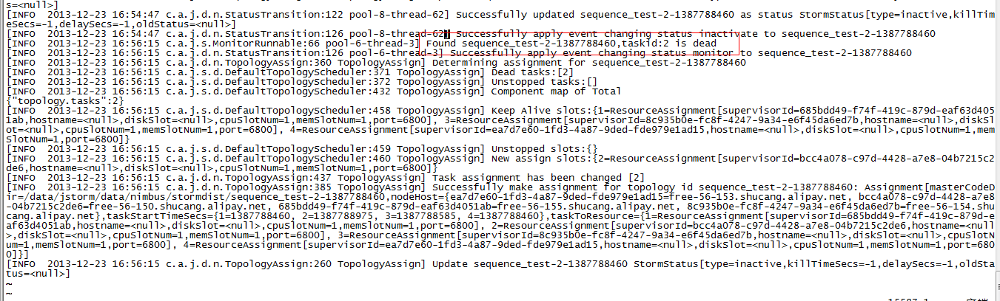 s=<null>]
[INFO  2013-12-23 16:54:47 c.a.j.d.n.StatusTransition:122 pool-8-thread-62] Successfully updated sequence_test-2-1387788460 as status StormStatus[type=inactive,killTim
eSecs=-1,delaySecs=-1,oldStatus=<null>]
[INFO  2013-12-23 16:54:47 c.a.j.d.n.StatusTransition:126 pool-8-thread-62] Successfully apply event changing status inactivate to sequence_test-2-1387788460
[INFO  2013-12-23 16:56:15 c.a.j.s.MonitorRunnable:66 pool-6-thread-3] Found sequence_test-2-1387788460,taskid:2 is dead
[INFO  2013-12-23 16:56:15 c.a.j.d.n.StatusTransition:126 pool-6-thread-3] Successfully apply event changing status monitor to sequence_test-2-1387788460
[INFO  2013-12-23 16:56:15 c.a.j.d.n.TopologyAssign:360 TopologyAssign] Determining assignment for sequence_test-2-1387788460
[INFO  2013-12-23 16:56:15 c.a.j.s.d.DefaultTopologyScheduler:371 TopologyAssign] Dead tasks:[2]
[INFO  2013-12-23 16:56:15 c.a.j.s.d.DefaultTopologyScheduler:372 TopologyAssign] Unstopped tasks:[]
[INFO  2013-12-23 16:56:15 c.a.j.s.d.DefaultTopologyScheduler:432 TopologyAssign] Component map of Total
{"topology.tasks":2}
[INFO  2013-12-23 16:56:15 c.a.j.s.d.DefaultTopologyScheduler:458 TopologyAssign] Keep Alive slots:{1=ResourceAssignment[supervisorId=685bdd49-f74f-419c-879d-eaf63d405
1ab,hostname=<null>,diskSlot=<null>,cpuSlotNum=1,memSlotNum=1,port=6800], 3=ResourceAssignment[supervisorId=8c935b0e-fc8f-4247-9a34-e6f45da6ed7b,hostname=<null>,diskSl
ot=<null>,cpuSlotNum=1,memSlotNum=1,port=6800], 4=ResourceAssignment[supervisorId=ea7d7e60-1fd3-4a87-9ded-fde979e1ad15,hostname=<null>,diskSlot=<null>,cpuSlotNum=1,mem
SlotNum=1,port=6800]}
[INFO  2013-12-23 16:56:15 c.a.j.s.d.DefaultTopologyScheduler:459 TopologyAssign] Unstopped slots:{}
[INFO  2013-12-23 16:56:15 c.a.j.s.d.DefaultTopologyScheduler:460 TopologyAssign] New assign slots:{2=ResourceAssignment[supervisorId=bcc4a078-c97d-4428-a7e8-04b7215c2
de6,hostname=<null>,diskSlot=<null>,cpuSlotNum=1,memSlotNum=1,port=6800]}
[INFO  2013-12-23 16:56:15 c.a.j.d.n.TopologyAssign:437 TopologyAssign] Task assignment has been changed [2]
[INFO  2013-12-23 16:56:15 c.a.j.d.n.TopologyAssign:385 TopologyAssign] Successfully make assignment for topology id sequence_test-2-1387788460: Assignment[masterCodeD
ir=/data/jstorm/data/nimbus/stormdist/sequence_test-2-1387788460,nodeHost={ea7d7e60-1fd3-4a87-9ded-fde979e1ad15=free-56-153.shucang.alipay.net, bcc4a078-c97d-4428-a7e8
-04b7215c2de6=free-56-150.shucang.alipay.net, 685bdd49-f74f-419c-879d-eaf63d4051ab=free-56-155.shucang.alipay.net, 8c935b0e-fc8f-4247-9a34-e6f45da6ed7b=free-56-154.shu
cang.alipay.net},taskStartTimeSecs={1=1387788460, 2=1387788975, 3=1387788585, 4=1387788460},taskToResource={1=ResourceAssignment[supervisorId=685bdd49-f74f-419c-879d-e
af63d4051ab,hostname=<null>,diskSlot=<null>,cpuSlotNum=1,memSlotNum=1,port=6800], 2=ResourceAssignment[supervisorId=bcc4a078-c97d-4428-a7e8-04b7215c2de6,hostname=<null
>,diskSlot=<null>,cpuSlotNum=1,memSlotNum=1,port=6800], 3=ResourceAssignment[supervisorId=8c935b0e-fc8f-4247-9a34-e6f45da6ed7b,hostname=<null>,diskSlot=<null>,cpuSlotN
um=1,memSlotNum=1,port=6800], 4=ResourceAssignment[supervisorId=ea7d7e60-1fd3-4a87-9ded-fde979e1ad15,hostname=<null>,diskSlot=<null>,cpuSlotNum=1,memSlotNum=1,port=680
0]}]
[INFO  2013-12-23 16:56:15 c.a.j.d.n.TopologyAssign:260 TopologyAssign] Update sequence_test-2-1387788460 StormStatus[type=inactive,killTimeSecs=-1,delaySecs=-1,oldSta
tus=<null>]
~
~